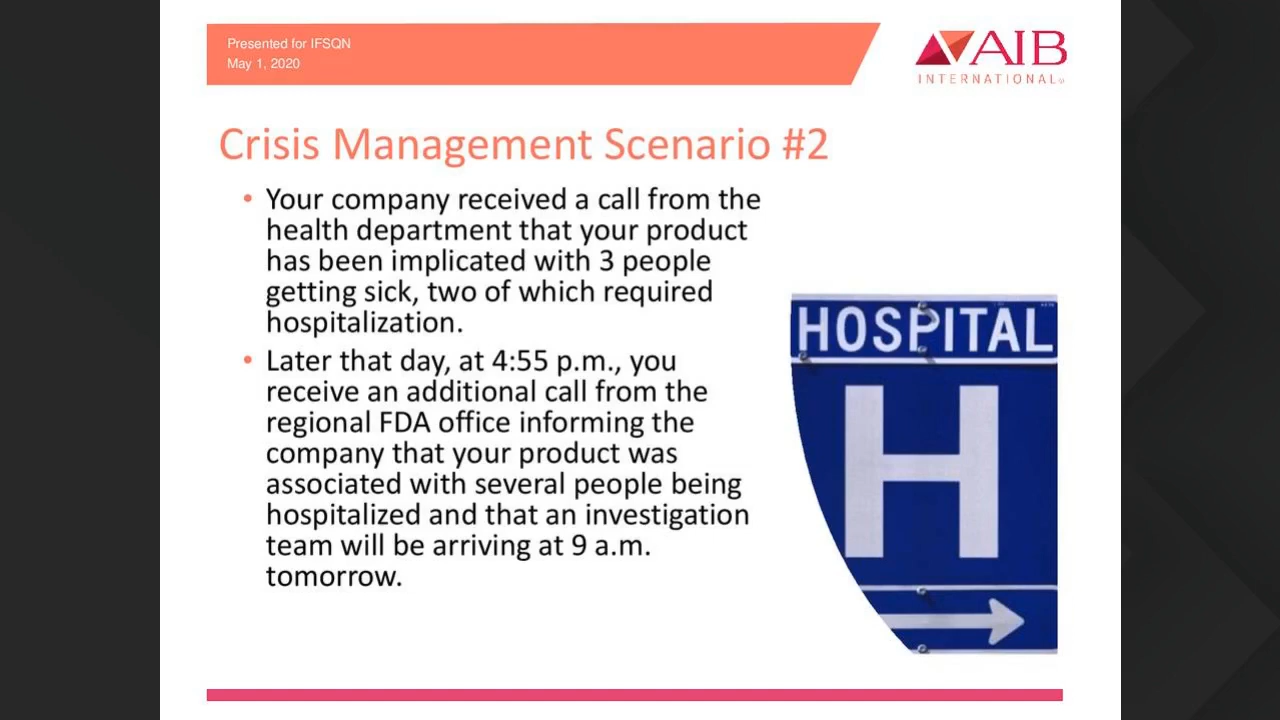 Presented for IFSQN
May 1, 2020
AIB
INTERNATIONAL
Crisis Management Scenario #2
• Your company received a call from the
health department that your product
has been implicated with 3 people
getting sick, two of which required
hospitalization.
• Later that day, at 4:55 p.m., you
receive an additional call from the
regional FDA office informing the
company that your product was
associated with several people being
hospitalized and that an investigation
team will be arriving at 9 a.m.
tomorrow.
HOSPITAL
H